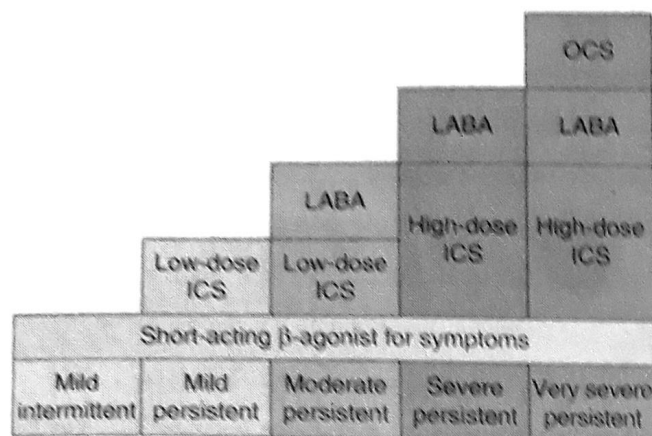 OCS
LABA
LABA
LABA
High-dose
ICS
High-dose
ICS
Low-dose
ICS
Low-dose
ICS
Short-acting β-agonist for symptoms
Mild
intermittent
Mild
persistent
Moderate
persistent
Severe
persistent
Very severe
persistent